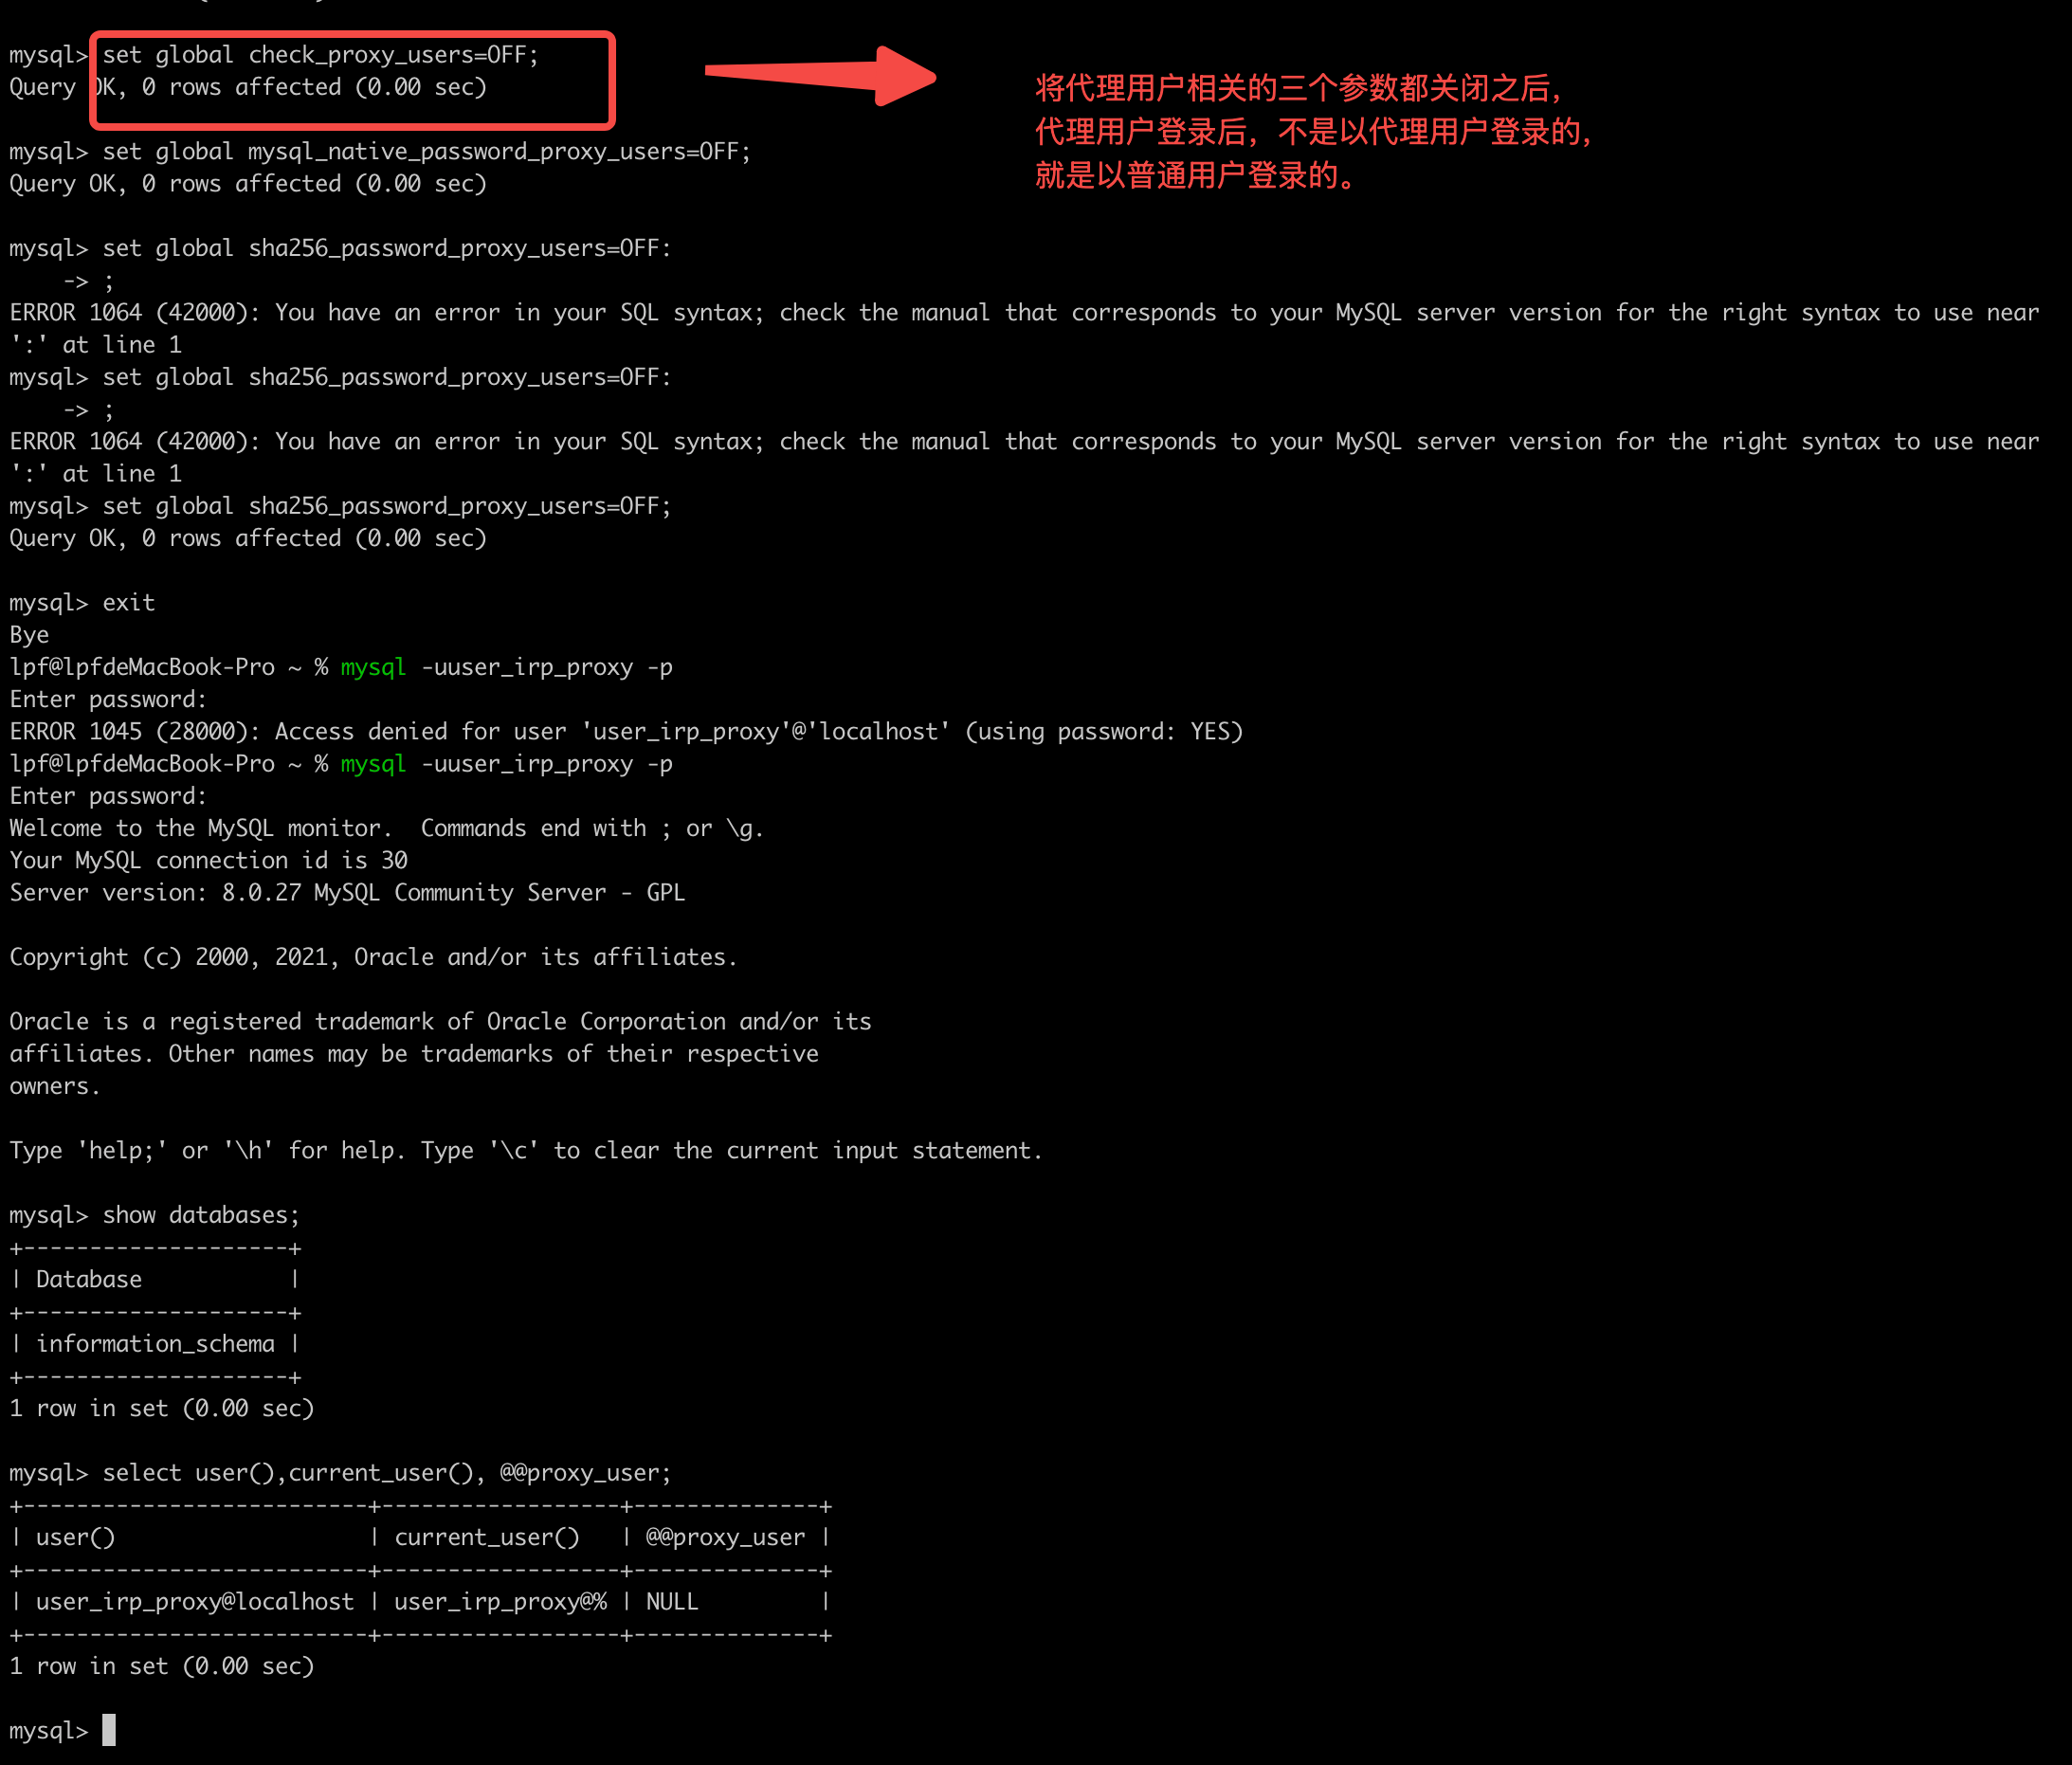 mysql> set global check_proxy_users=OFF;
Query OK, 0 rows affected (0.00 sec)
将代理用户相关的三个参数都关闭之后，
代理用户登录后，不是以代理用户登录的，
就是以普通用户登录的。
mysql> set global mysql_native_password_proxy_users=OFF;
Query OK, 0 rows affected (0.00 sec)
mysql> set global sha256_password_proxy_users=OFF:
    -> ;
ERROR 1064 (42000): You have an error in your SQL syntax; check the manual that corresponds to your MySQL server version for the right syntax to use near
':' at line 1
mysql> set global sha256_password_proxy_users=OFF:
    -> ;
ERROR 1064 (42000): You have an error in your SQL syntax; check the manual that corresponds to your MySQL server version for the right syntax to use near
':' at line 1
mysql> set global sha256_password_proxy_users=OFF;
Query OK, 0 rows affected (0.00 sec)
mysql> exit
Bye
lpf@lpfdeMacBook-Pro ~ % mysql -uuser_irp_proxy -p
Enter password:
ERROR 1045 (28000): Access denied for user 'user_irp_proxy'@'localhost' (using password: YES)
lpf@lpfdeMacBook-Pro ~ % mysql -uuser_irp_proxy -p
Enter password:
Welcome to the MySQL monitor.  Commands end with ; or \g.
Your MySQL connection id is 30
Server version: 8.0.27 MySQL Community Server - GPL
Copyright (c) 2000, 2021, Oracle and/or its affiliates.
Oracle is a registered trademark of Oracle Corporation and/or its
affiliates. Other names may be trademarks of their respective
owners.
Type 'help;' or '\h' for help. Type '\c' to clear the current input statement.
mysql> show databases;
+--------------------+
| Database           |
+--------------------+
| information_schema |
+--------------------+
1 row in set (0.00 sec)
mysql> select user(),current_user(), @@proxy_user;
+-------------------------+------------------+--------------+
| user()                   | current_user()   | @@proxy_user |
+-------------------------+------------------+--------------+
| user_irp_proxy@localhost | user_irp_proxy@% | NULL         |
+-------------------------+------------------+--------------+
1 row in set (0.00 sec)
mysql>